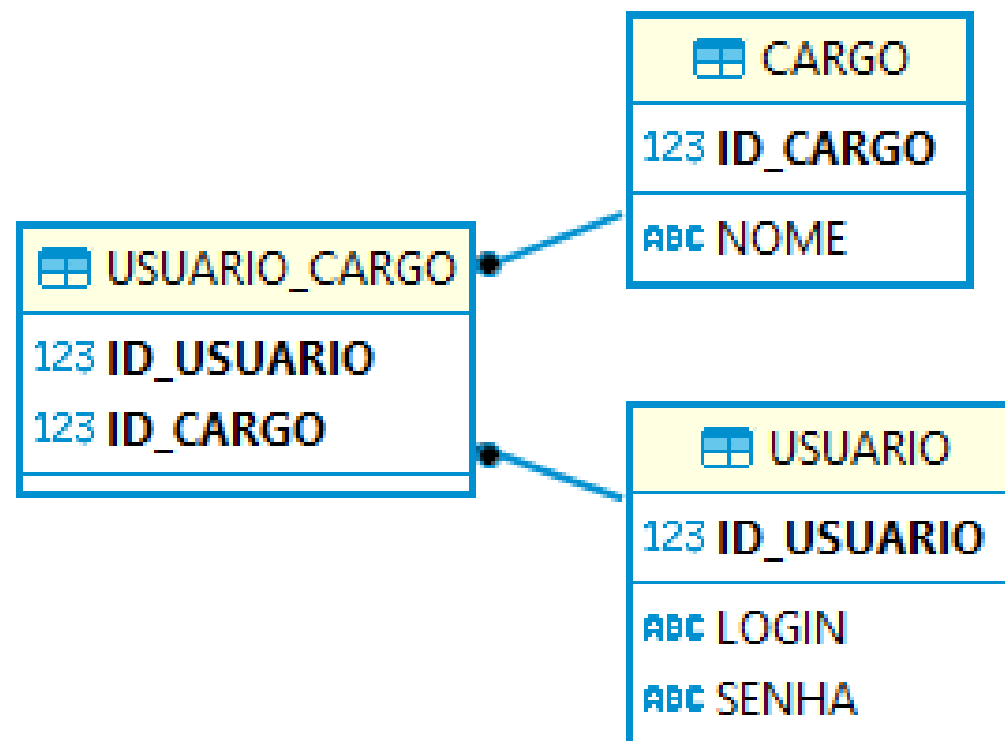 CARGO
123 ID_CARGO
ABC NOME
USUARIO_CARGO
123 ID_USUARIO
123 ID_CARGO
USUARIO
123 ID_USUARIO
ABC LOGIN
ABC SENHA